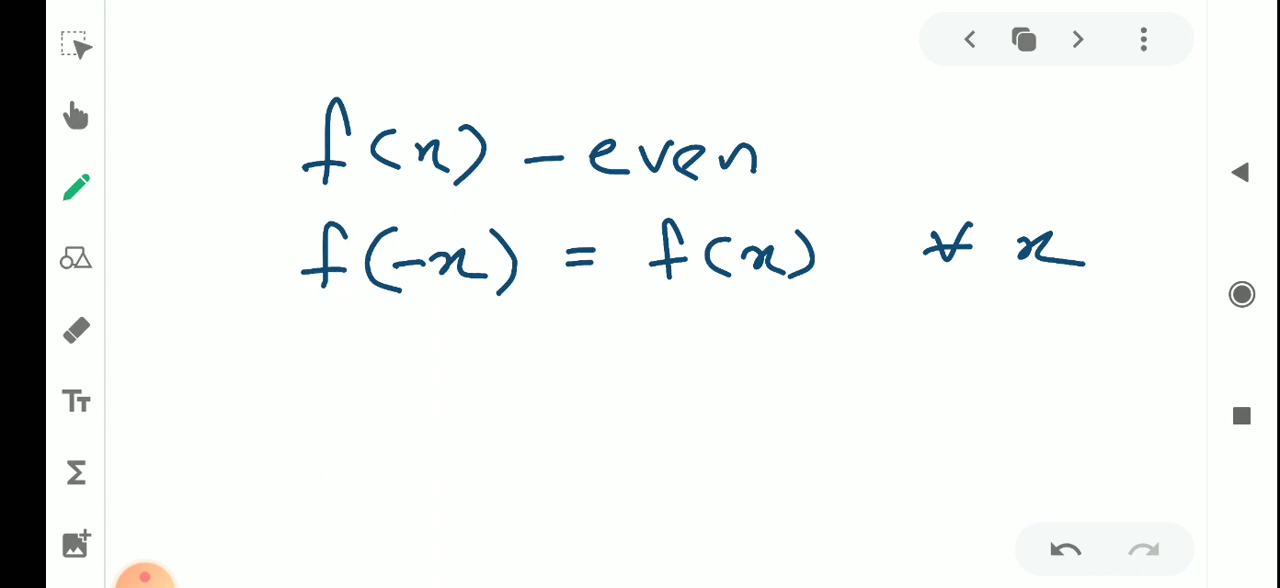 f(x) – even
f(-x) = f(x) ∀ x